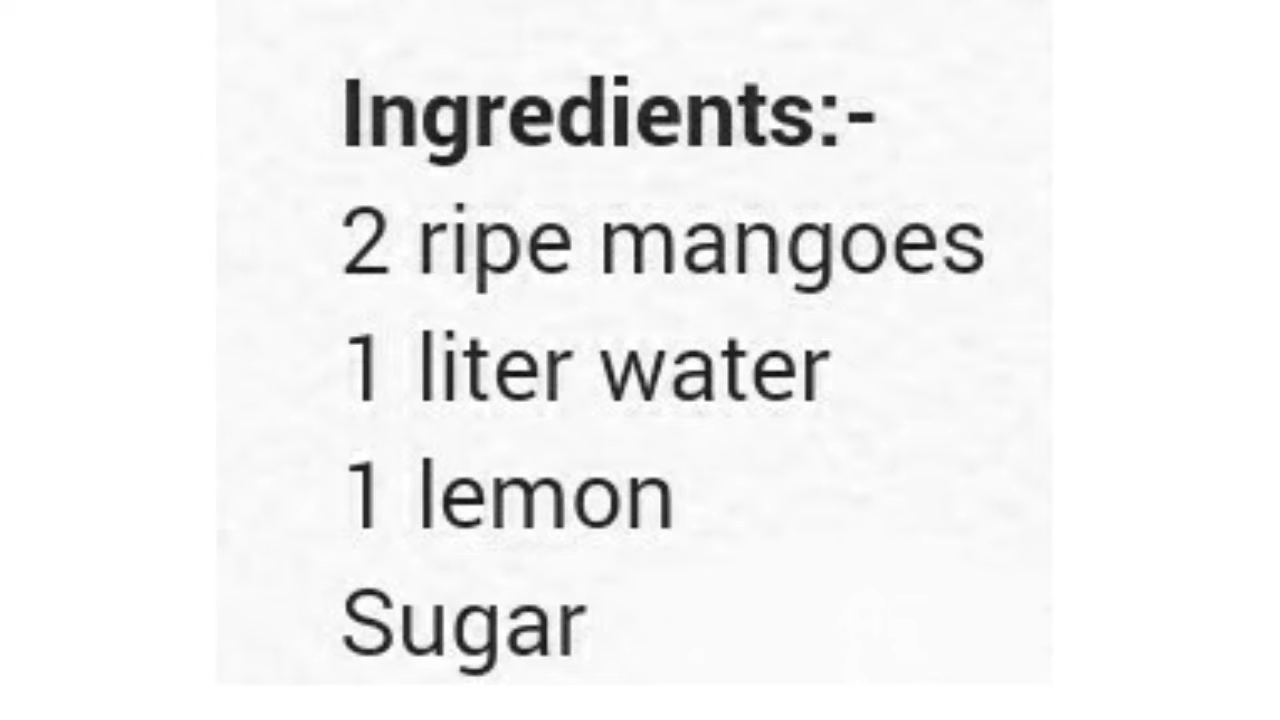 Ingredients:-
2 ripe mangoes
1 liter water
1 lemon
Sugar